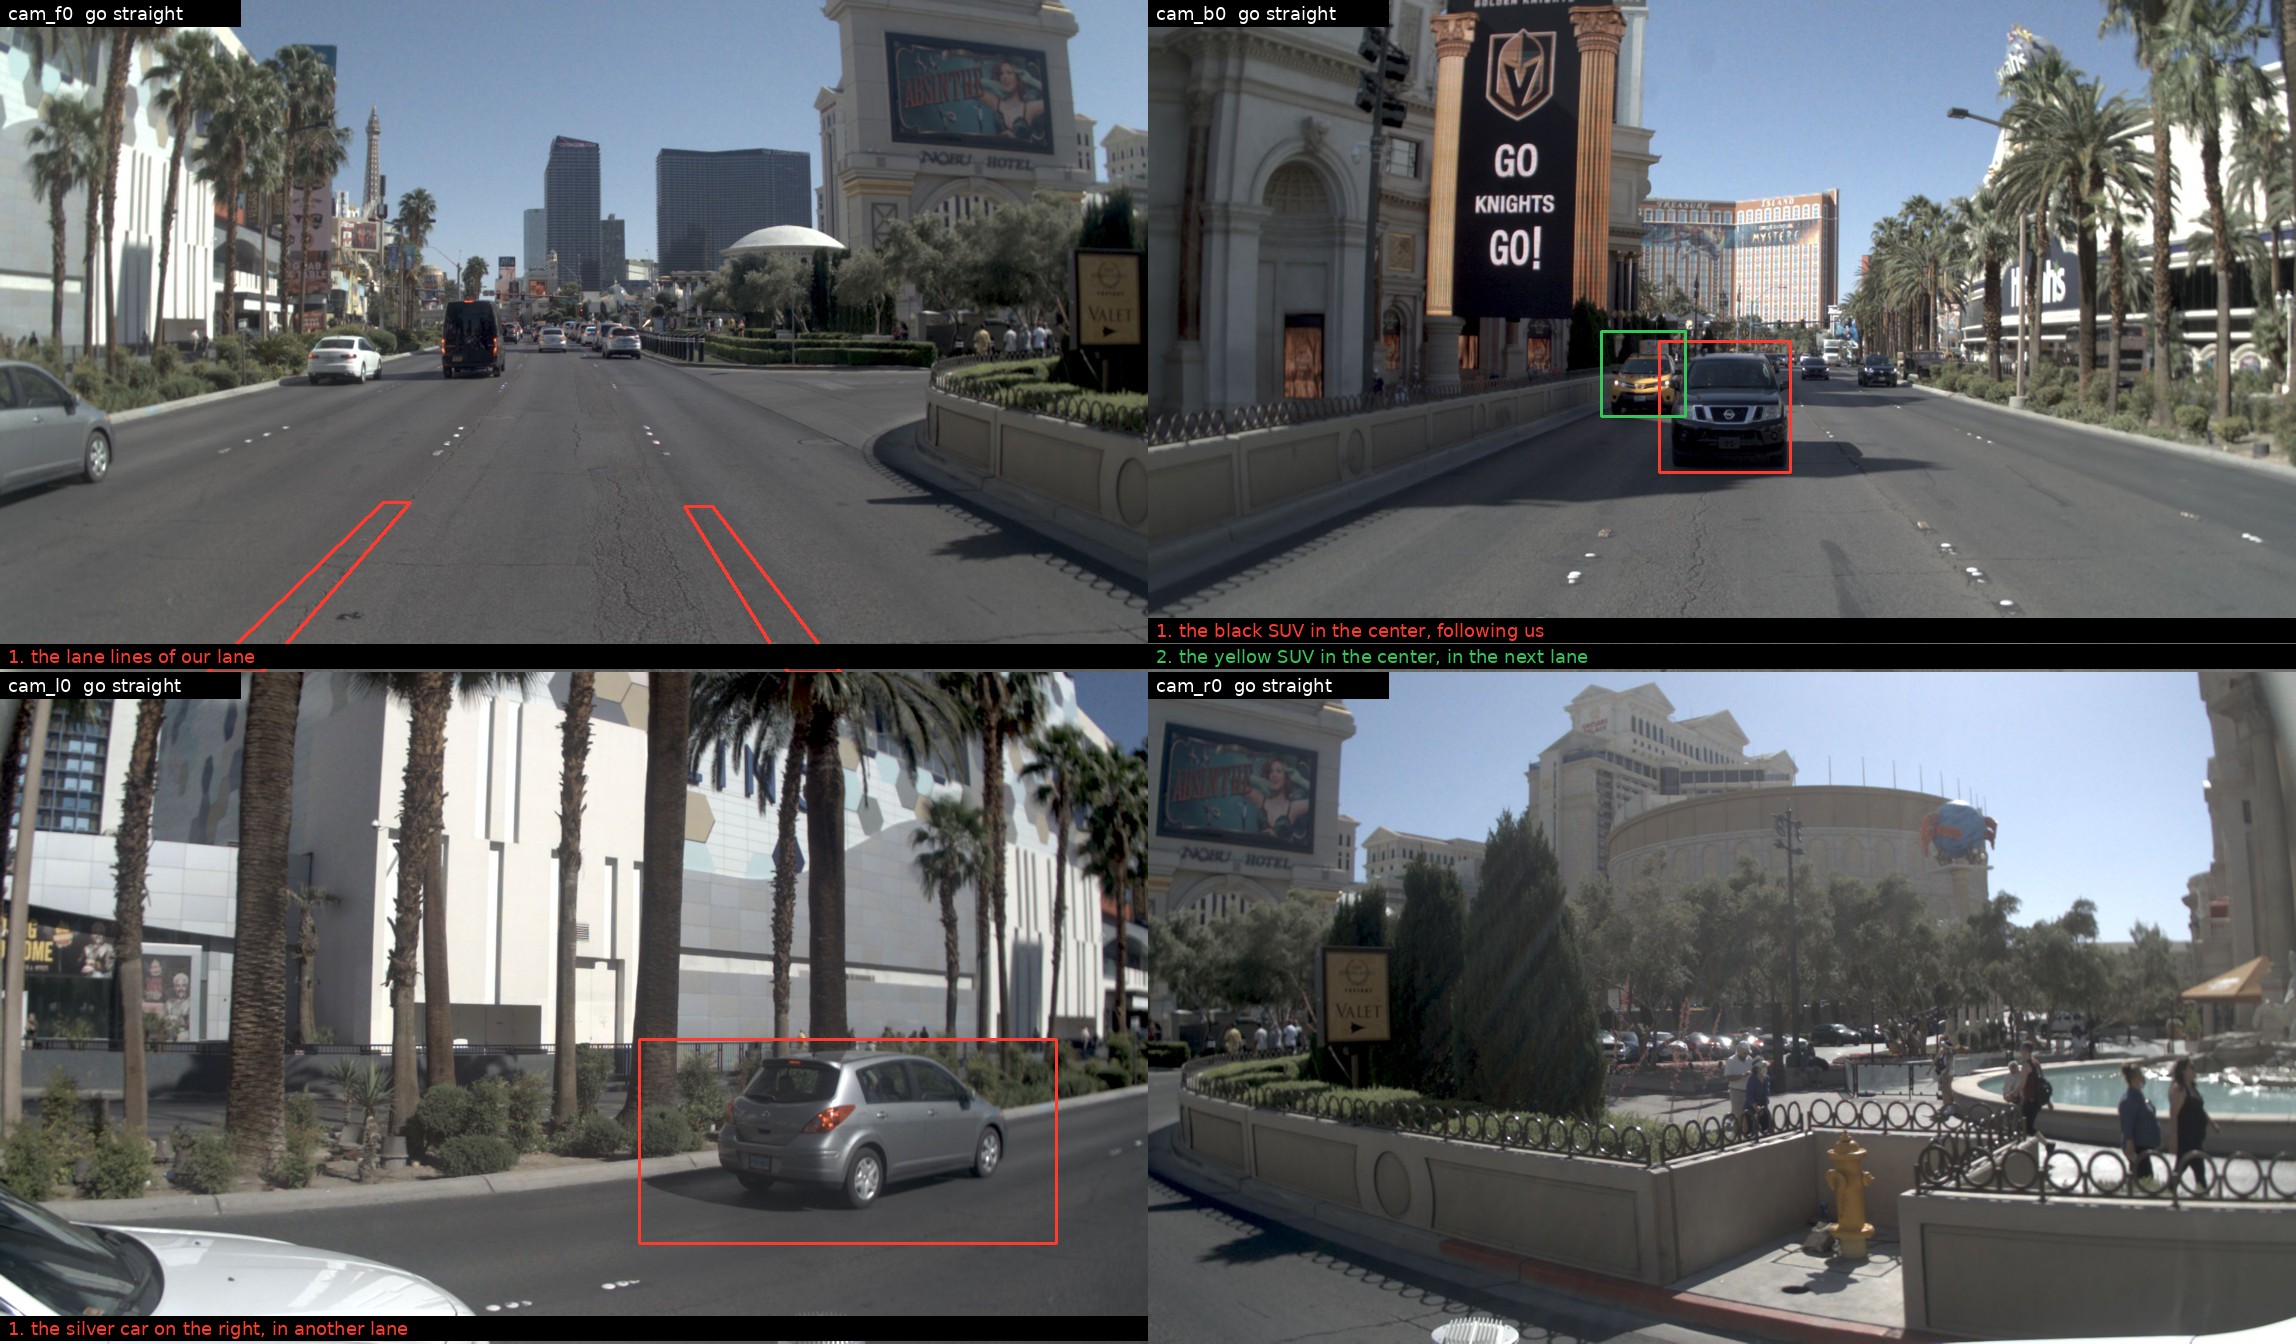 cam_f0 go straight
ABSINTHE
NOBU HOTEL
VALET
1. the lane lines of our lane
cam_b0 go straight
GOLDEN KNIGHTS
GO
KNIGHTS
GO!
TREASURE ISLAND
MYSTÈRE
1. the black SUV in the center, following us
2. the yellow SUV in the center, in the next lane
cam_l0 go straight
1. the silver car on the right, in another lane
cam_r0 go straight
ABSINTHE
NOBU HOTEL
VALET